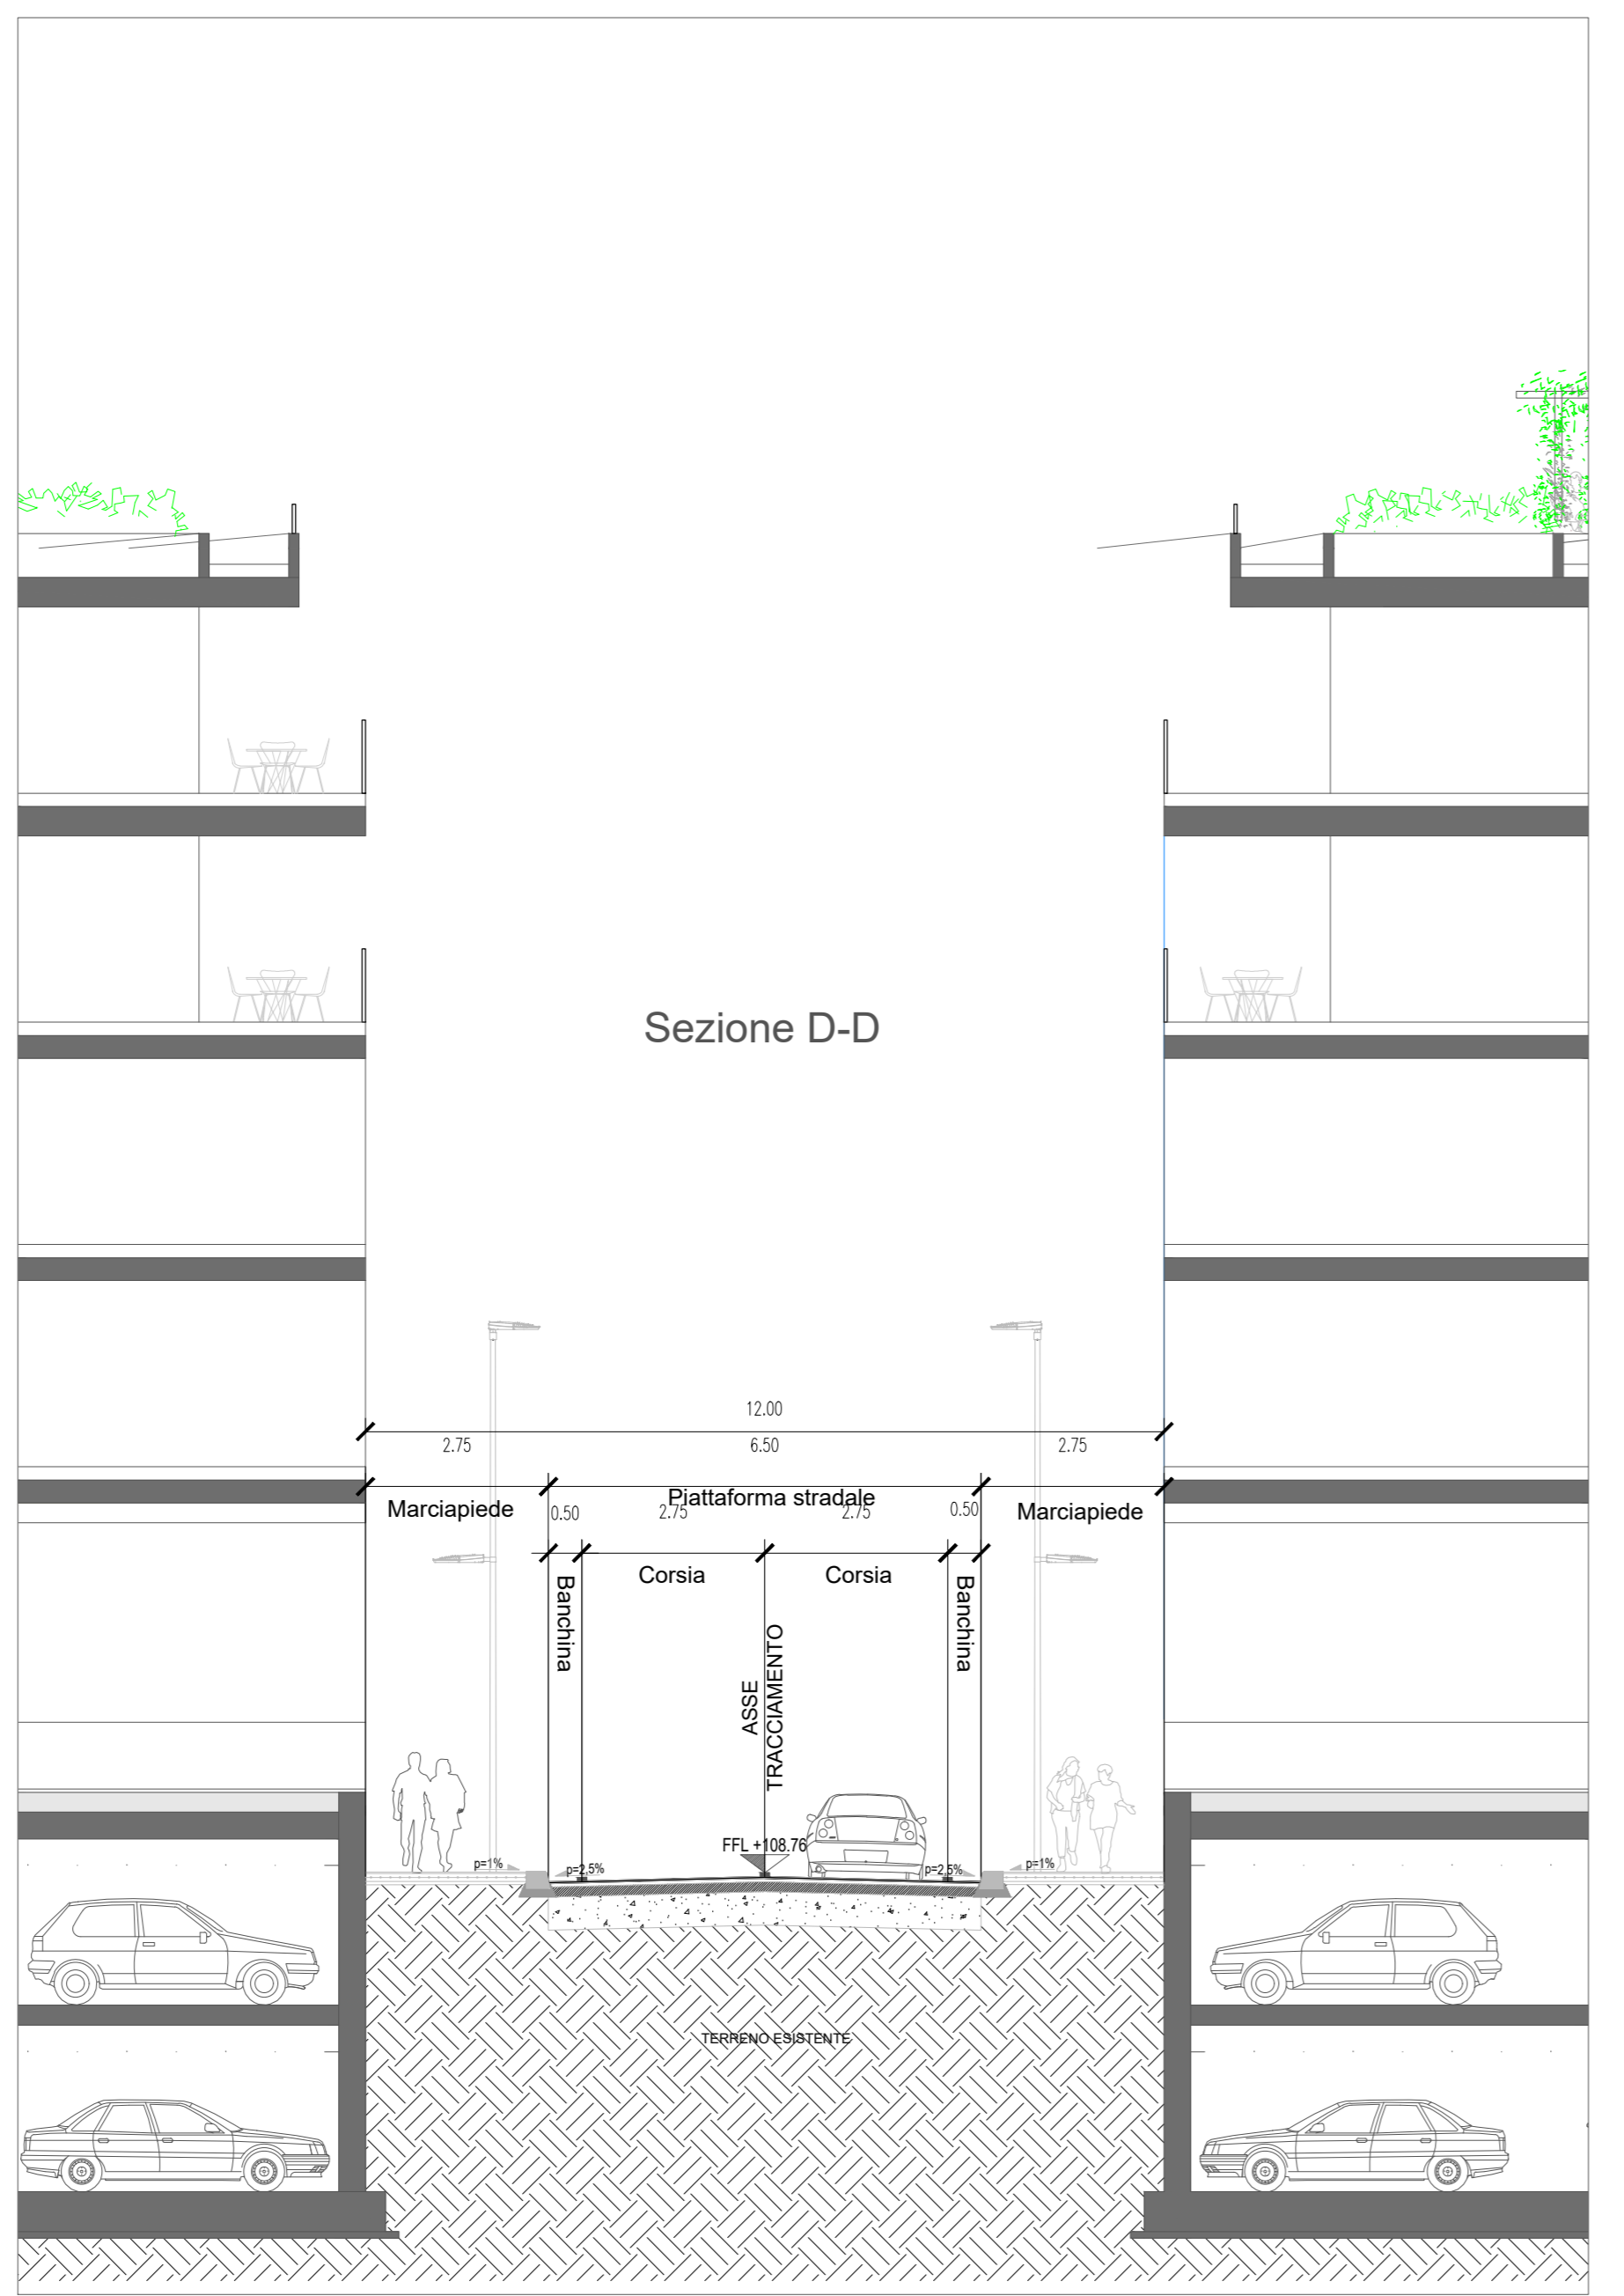 Sezione D-D
12.00
2.75 6.50 2.75
Marciapiede Piattaforma stradale Marciapiede
0.50 2.75 2.75 0.50
Corsia Corsia
Banchina Banchina
ASSE
TRACCIAMENTO
FFL +108.76
p=1% p=2,5% p=2,5% p=1%
TERRENO ESISTENTE